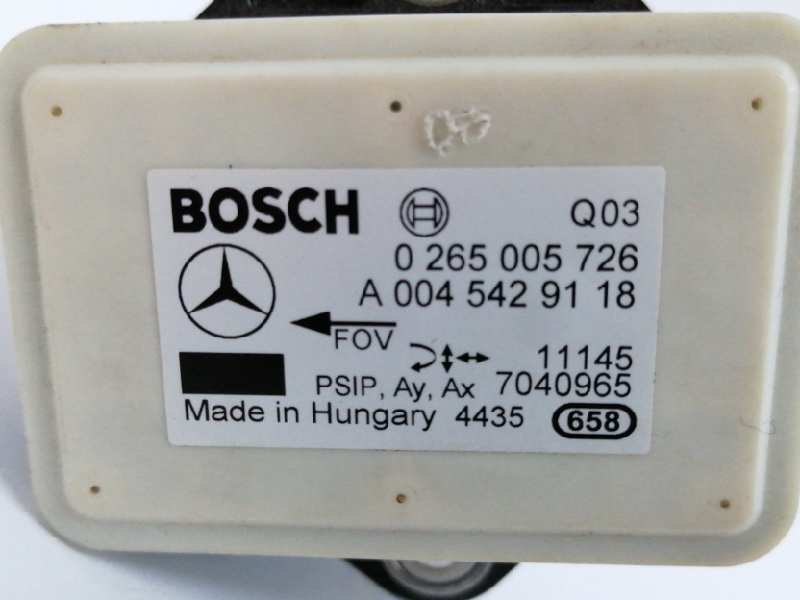 BOSCH Q03
0 265 005 726
A 004 542 91 18
FOV
11145
PSIP, Ay, Ax 7040965
Made in Hungary 4435 658